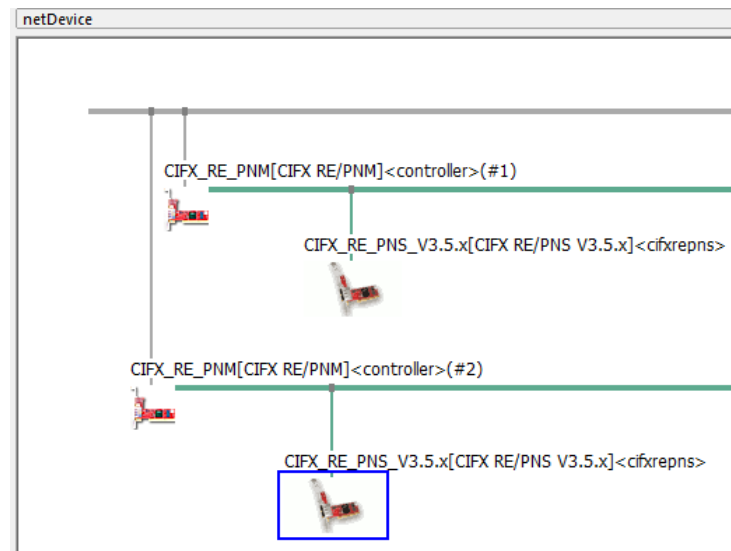 netDevice
CIFX_RE_PNM[CIFX RE/PNM]<controller>(#1)
CIFX_RE_PNS_V3.5.x[CIFX RE/PNS V3.5.x]<cifxrepns>
CIFX_RE_PNM[CIFX RE/PNM]<controller>(#2)
CIFX_RE_PNS_V3.5.x[CIFX RE/PNS V3.5.x]<cifxrepns>